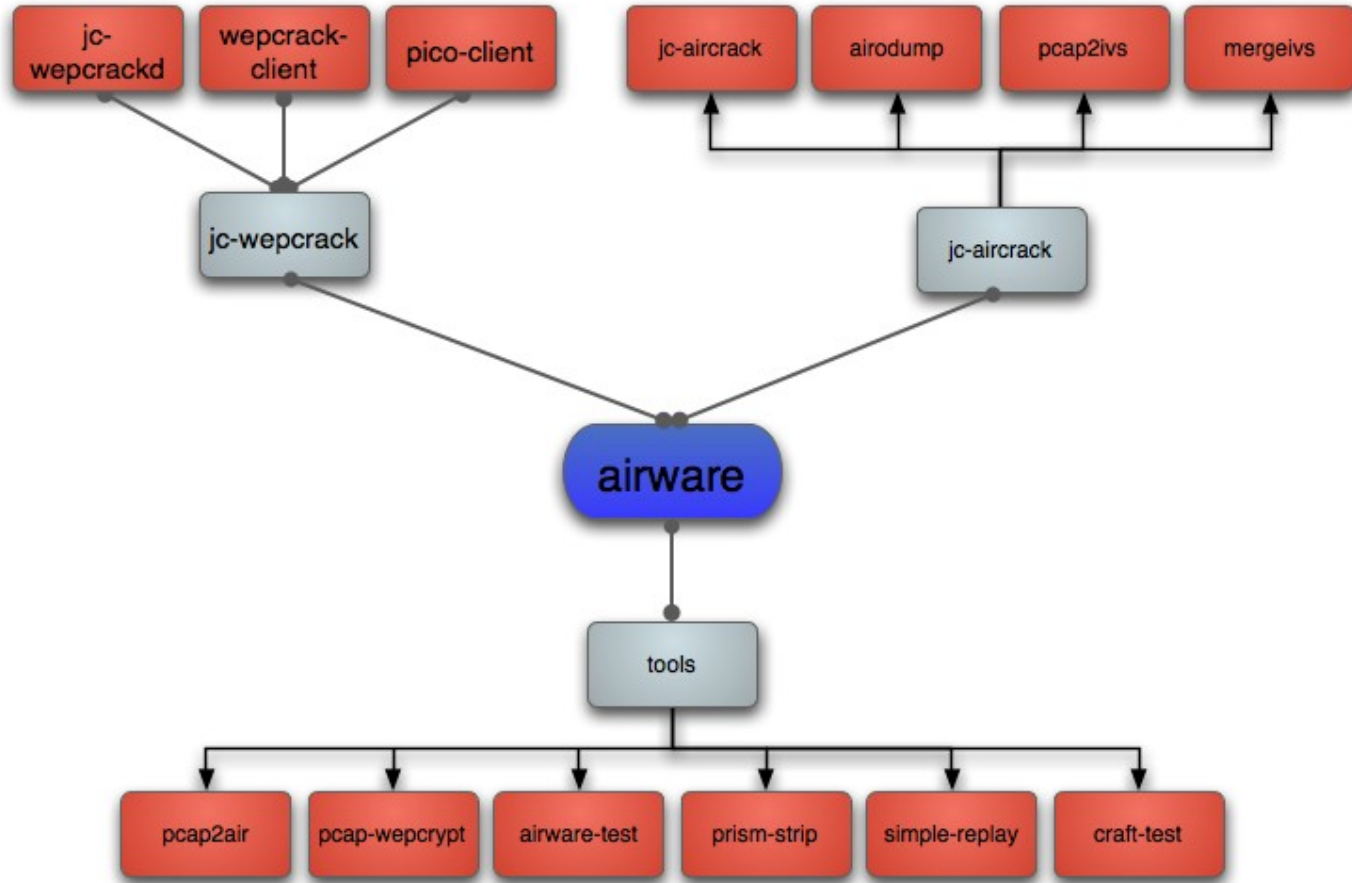 jc-
wepcrackd
wepcrack-
client
pico-client
jc-aircrack
airodump
pcap2ivs
mergeivs
jc-wepcrack
jc-aircrack
airware
tools
pcap2air
pcap-wepcrypt
airware-test
prism-strip
simple-replay
craft-test